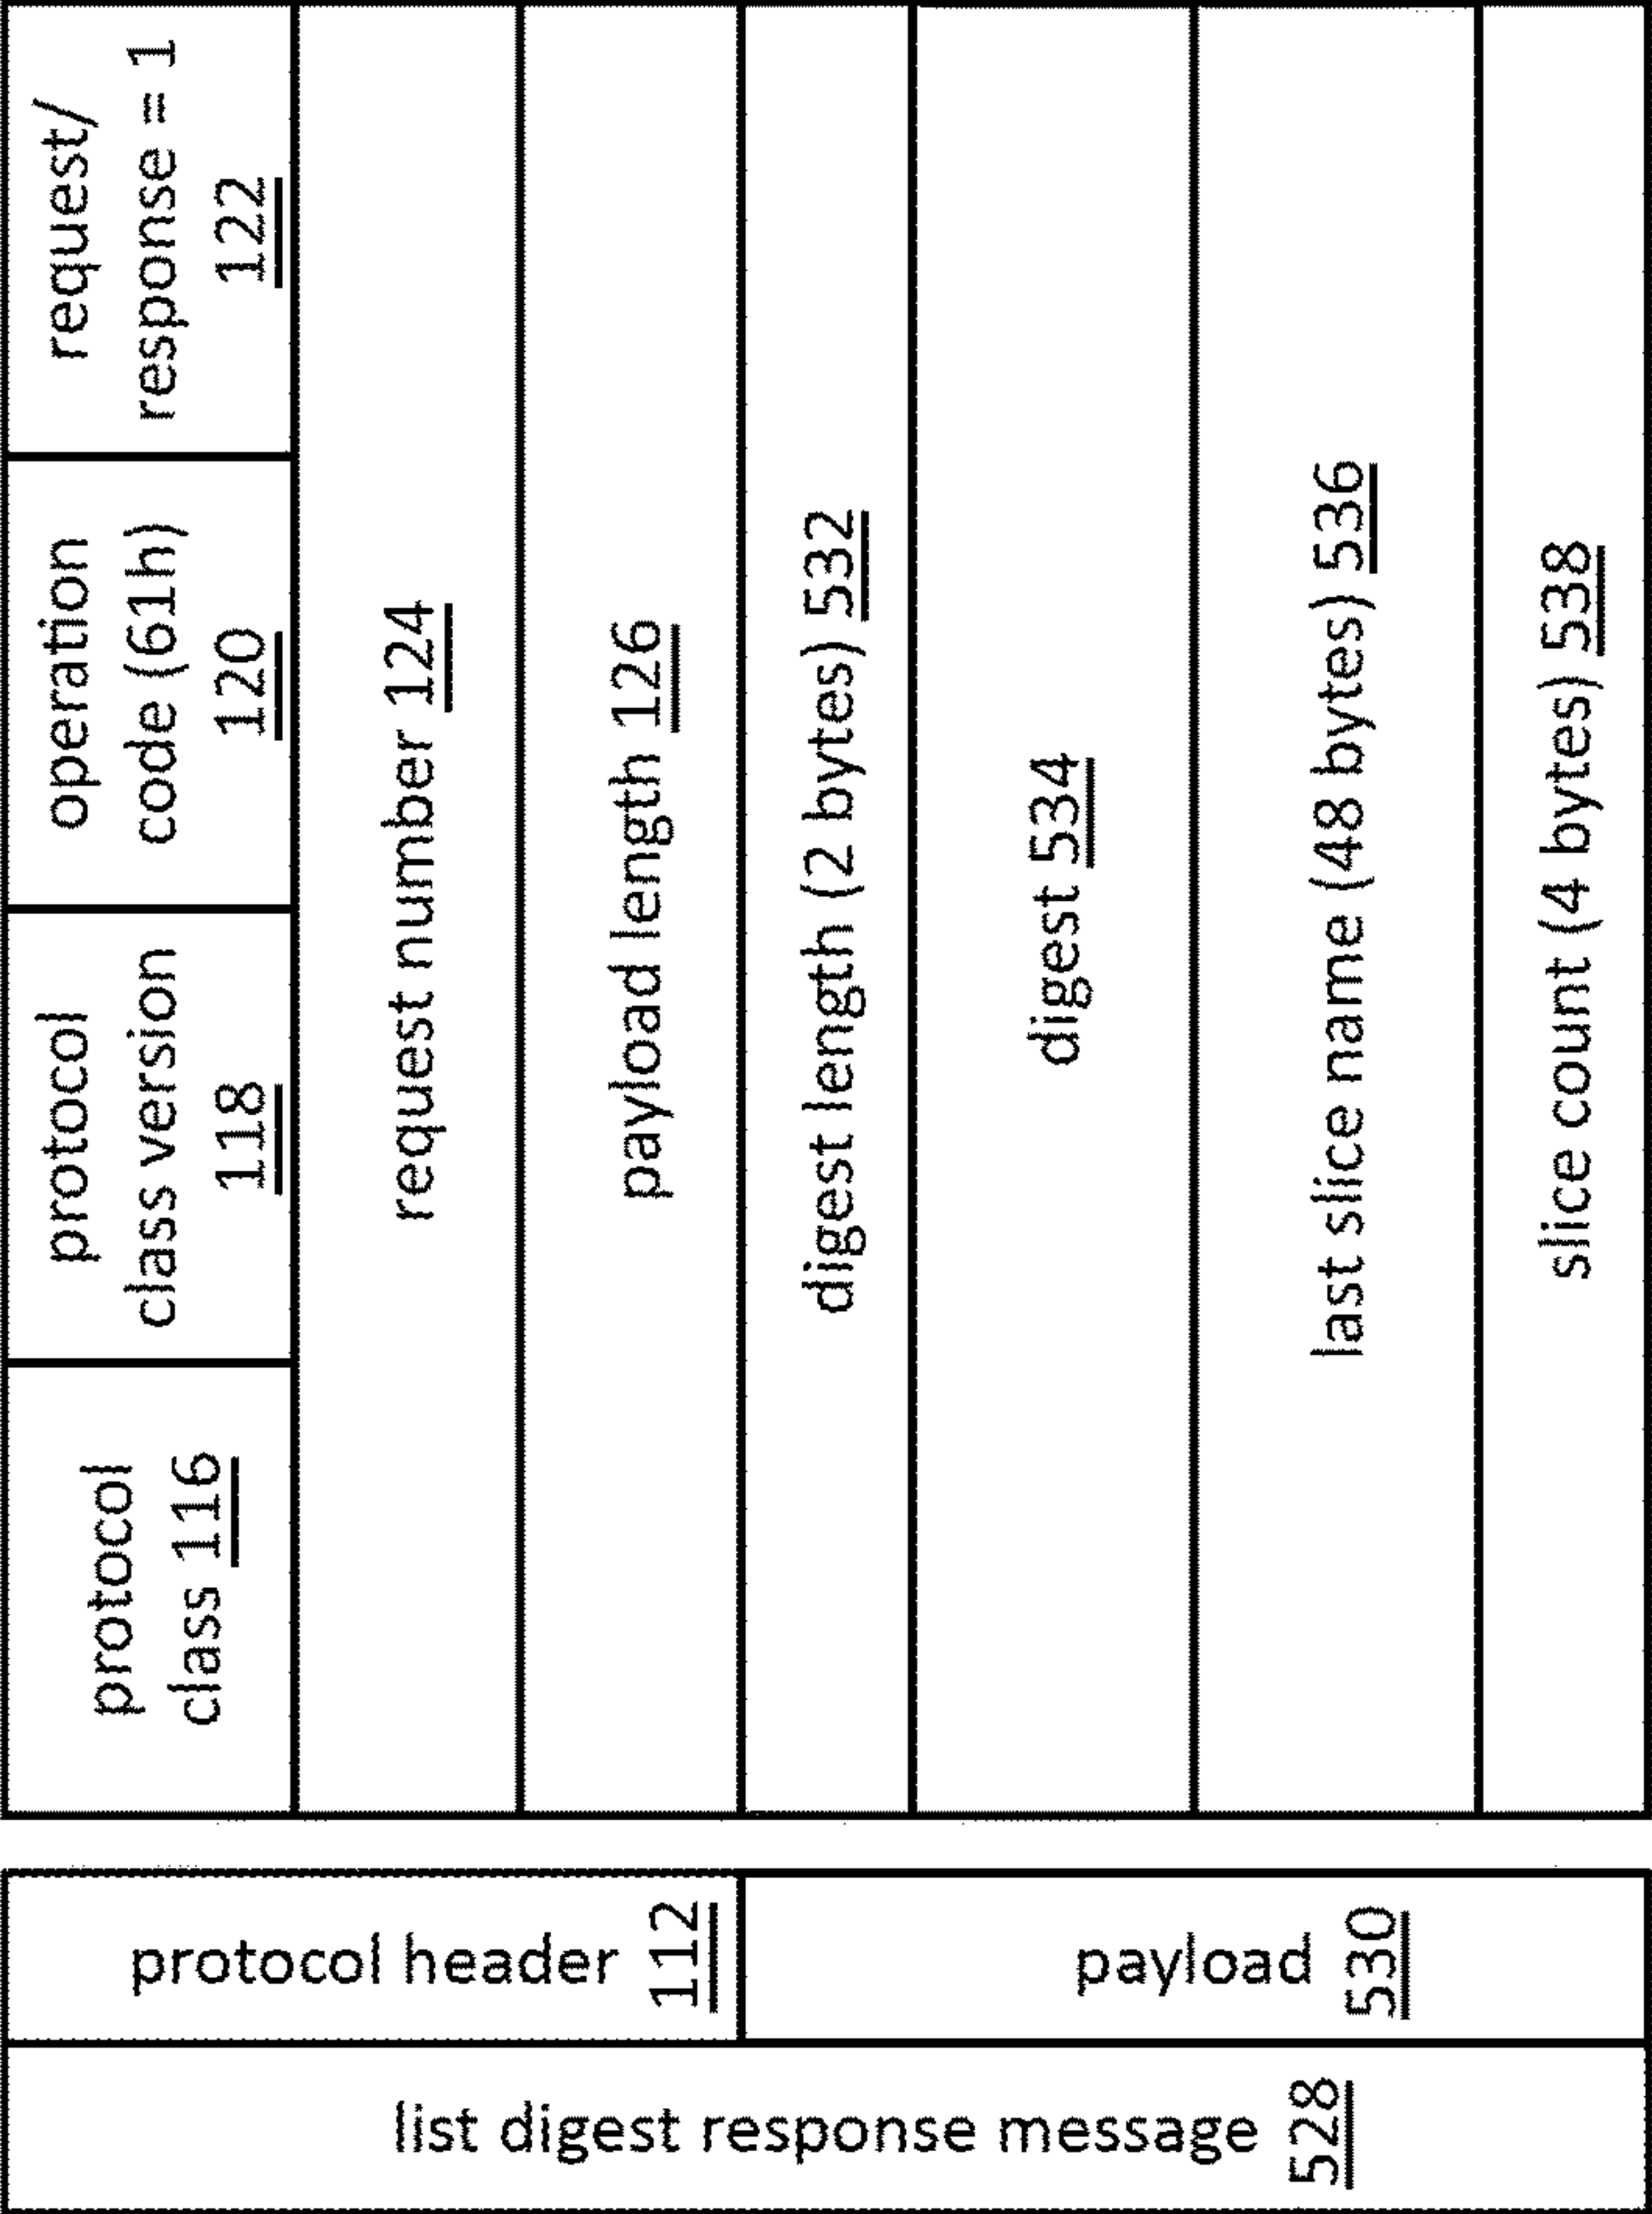 protocol
class 116
protocol
class version
118
operation
code (61h)
120
request/
response = 1
122
request number 124
payload length 126
digest length (2 bytes) 532
digest 534
last slice name (48 bytes) 536
slice count (4 bytes) 538
protocol header 112
payload 530
list digest response message 528